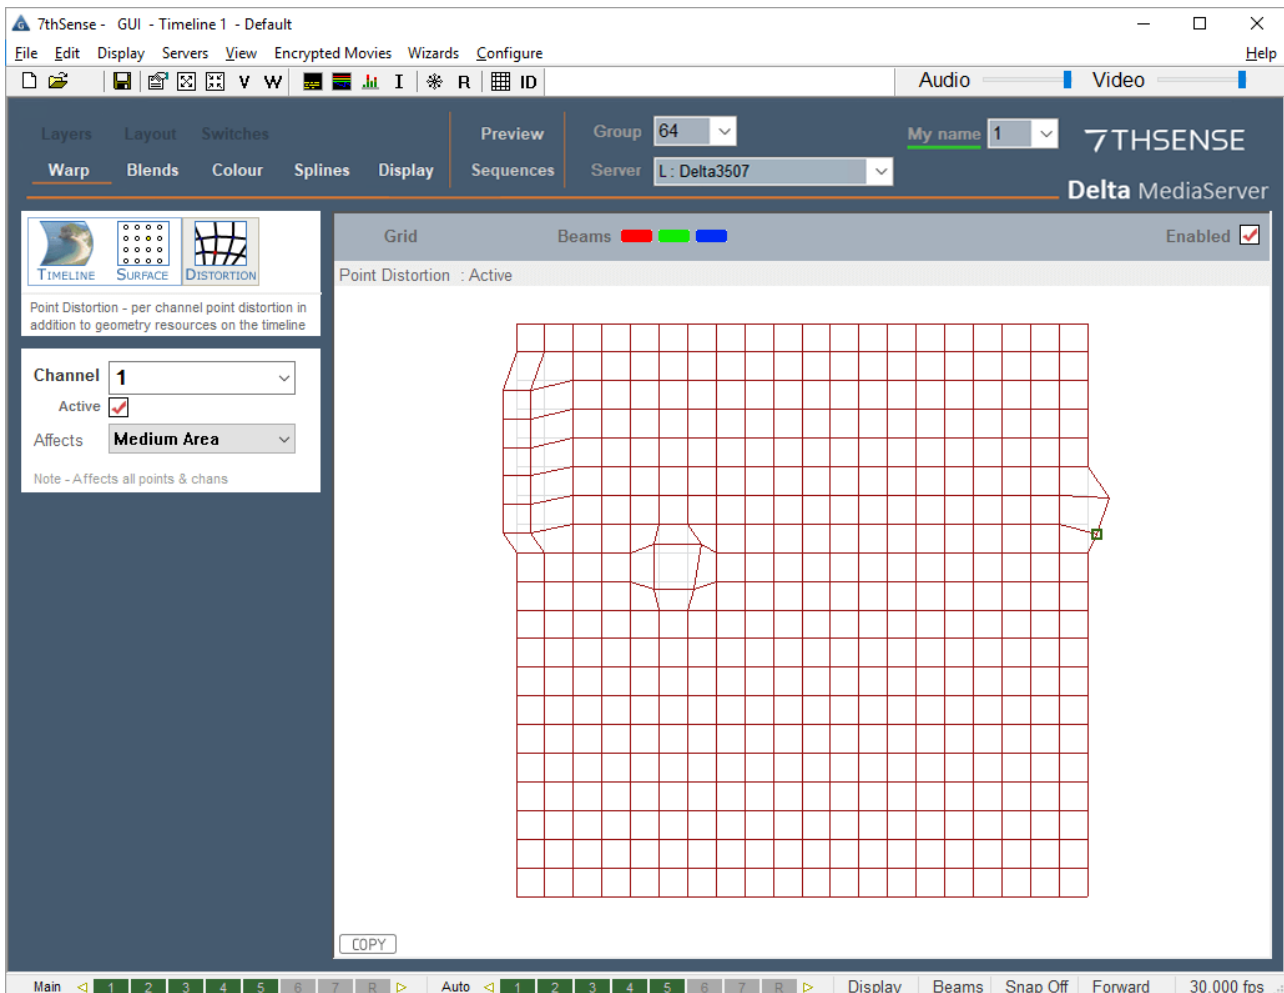 7thSense - GUI - Timeline 1 - Default
File Edit Display Servers View Encrypted Movies Wizards Configure Help
V W I R ID Audio Video
Layers Layout Switches Preview Group 64 My name 1 7THSENSE
Warp Blends Colour Splines Display Sequences Server L : Delta3507
Delta MediaServer
Grid Beams Enabled
TIMELINE SURFACE DISTORTION
Point Distortion : Active
Point Distortion - per channel point distortion in
addition to geometry resources on the timeline
Channel 1
Active
Affects Medium Area
Note - Affects all points & chans
COPY
Main 1 2 3 4 5 6 7 R Auto 1 2 3 4 5 6 7 R Display Beams Snap Off Forward 30.000 fps